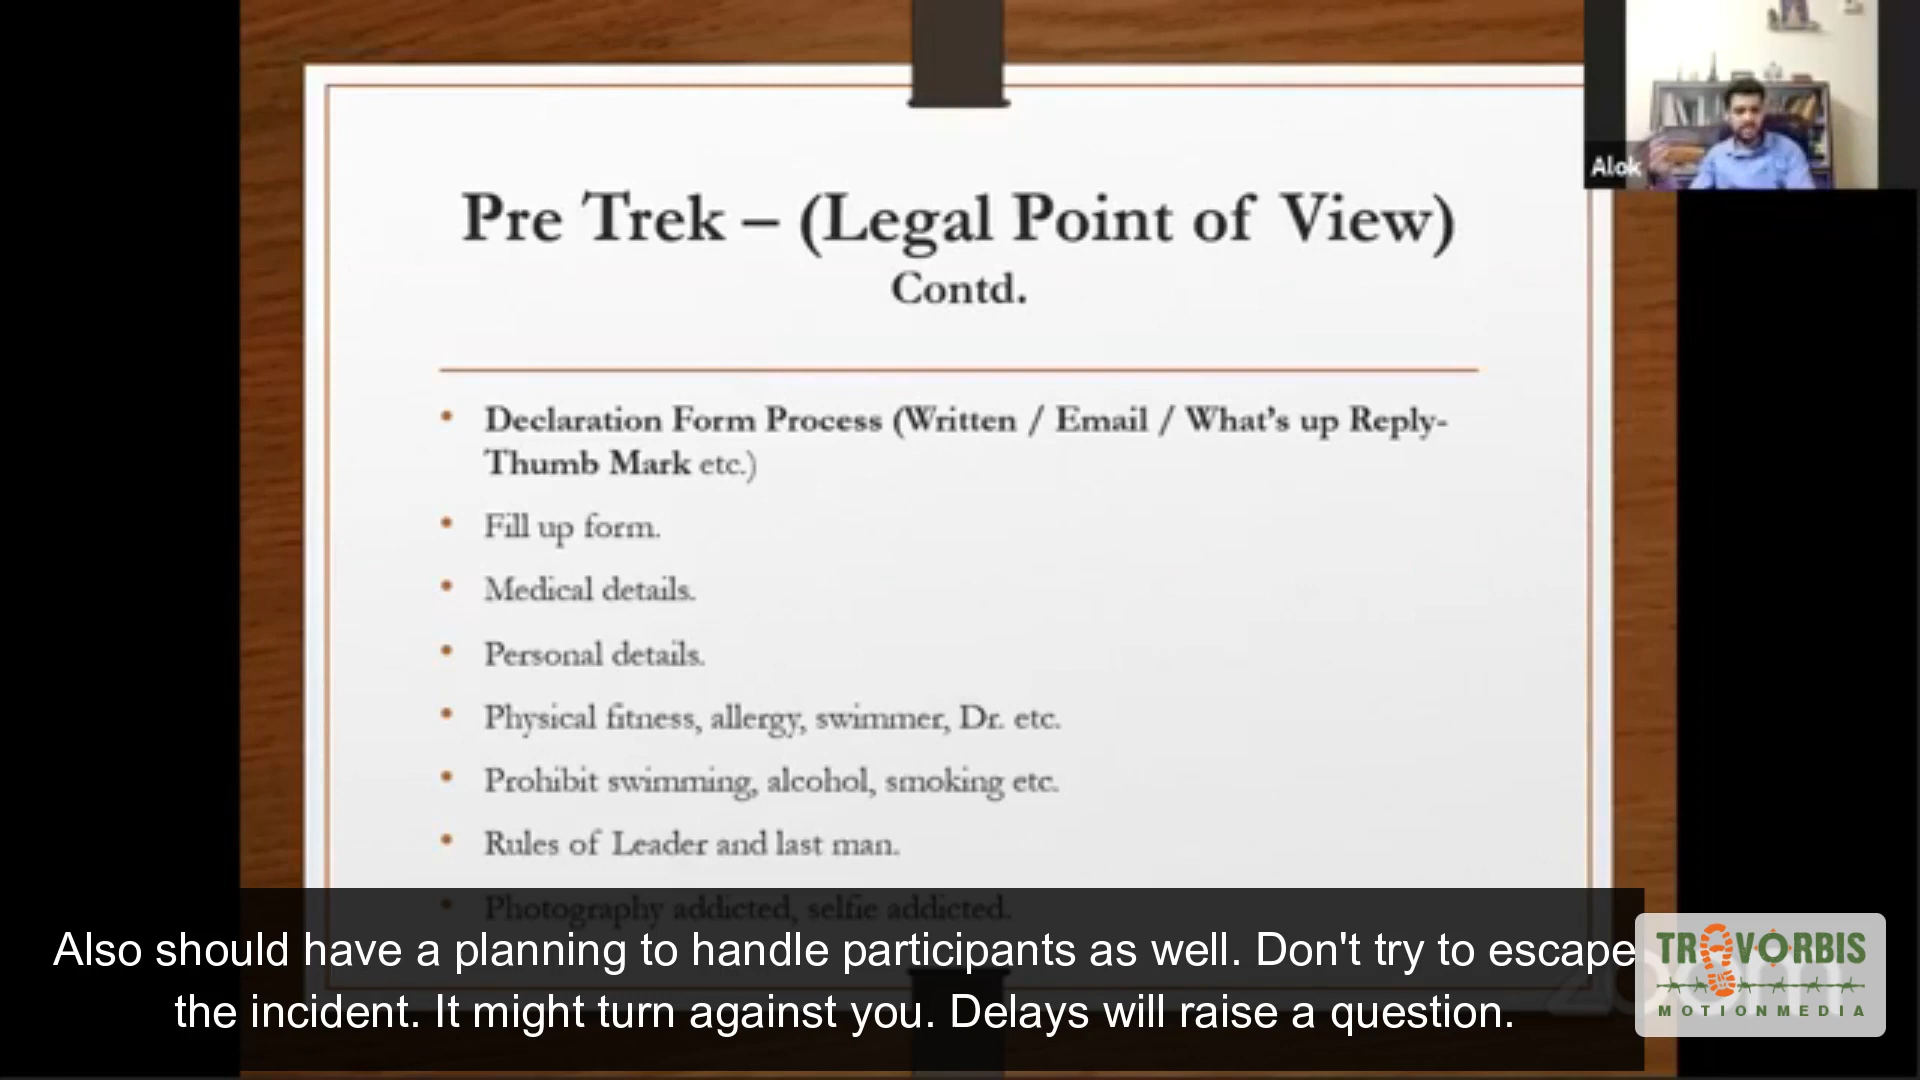 Alok
Pre Trek – (Legal Point of View)
Contd.
• Declaration Form Process (Written / Email / What's up Reply-
Thumb Mark etc.)
• Fill up form.
• Medical details.
• Personal details.
• Physical fitness, allergy, swimmer, Dr. etc.
• Prohibit swimming, alcohol, smoking etc.
• Rules of Leader and last man.
• Photography addicted, selfie addicted.
Also should have a planning to handle participants as well. Don't try to escape
the incident. It might turn against you. Delays will raise a question.
zoom
TRAVORBIS
MOTIONMEDIA